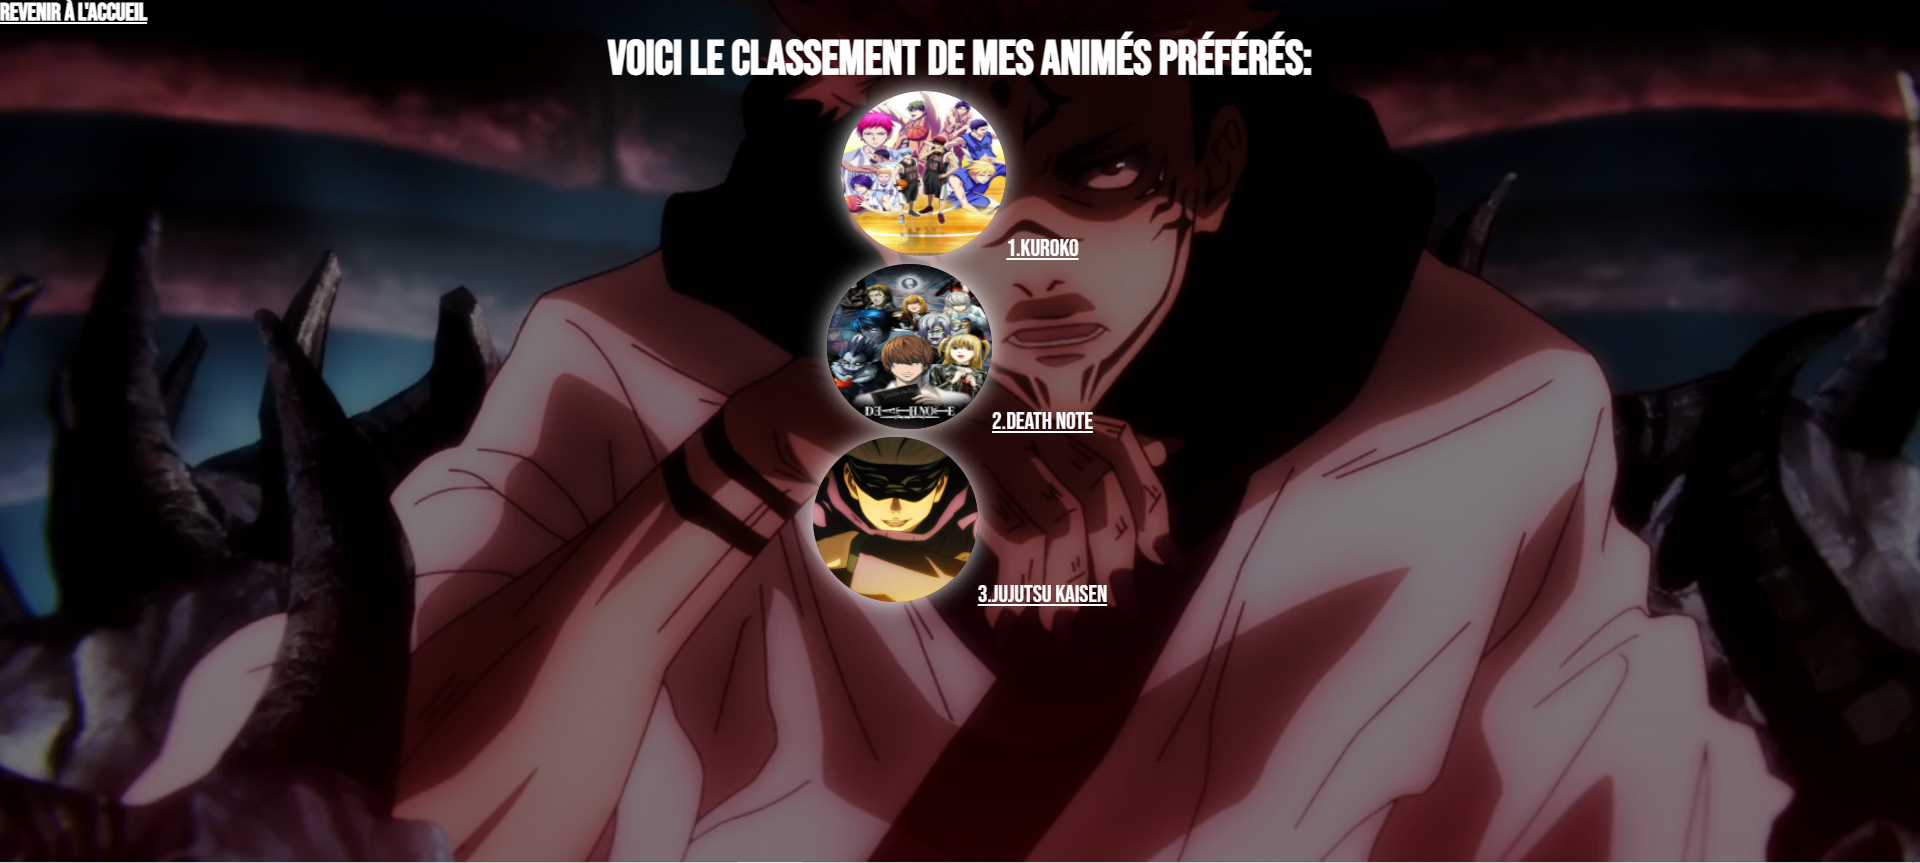 REVENIR À L'ACCUEIL
VOICI LE CLASSEMENT DE MES ANIMÉS PRÉFÉRÉS:
1.KUROKO
2.DEATH NOTE
3.JUJUTSU KAISEN